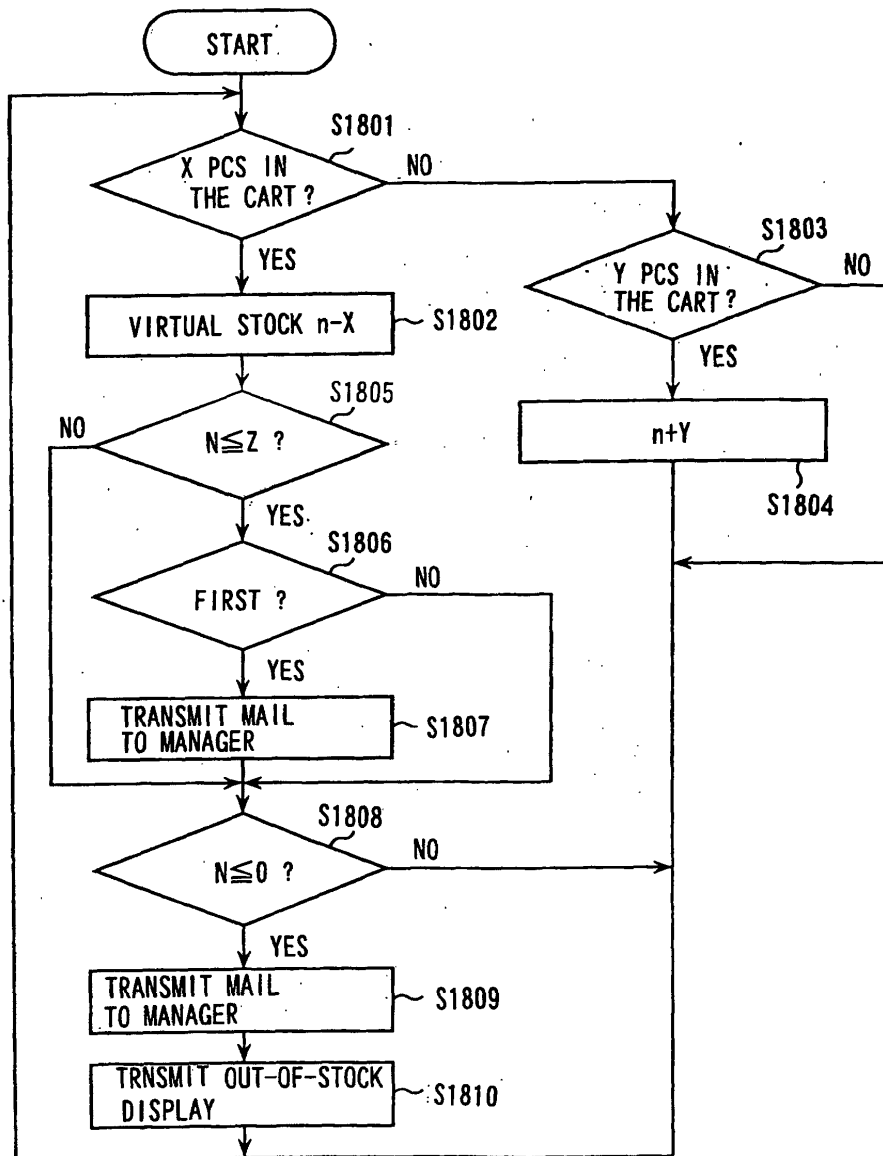 START
S1801
X PCS IN
THE CART ?
NO
YES
S1803
Y PCS IN
THE CART ?
NO
YES
VIRTUAL STOCK n-X
S1802
n+Y
S1804
S1805
NO
N≦Z ?
YES
S1806
FIRST ?
NO
YES
TRANSMIT MAIL
TO MANAGER
S1807
S1808
N≦0 ?
NO
YES
TRANSMIT MAIL
TO MANAGER
S1809
TRNSMIT OUT-OF-STOCK
DISPLAY
S1810